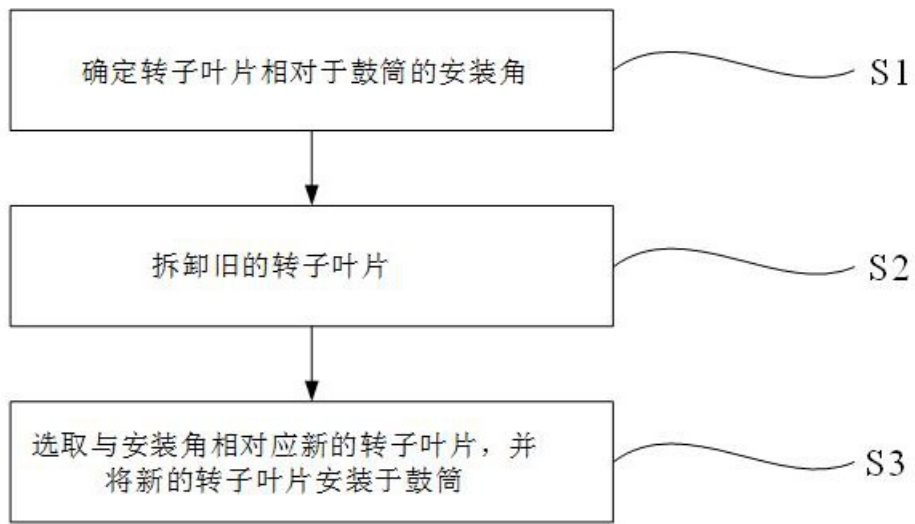 确定转子叶片相对于鼓筒的安装角
S1
拆卸旧的转子叶片
S2
选取与安装角相对应新的转子叶片，并
将新的转子叶片安装于鼓筒
S3